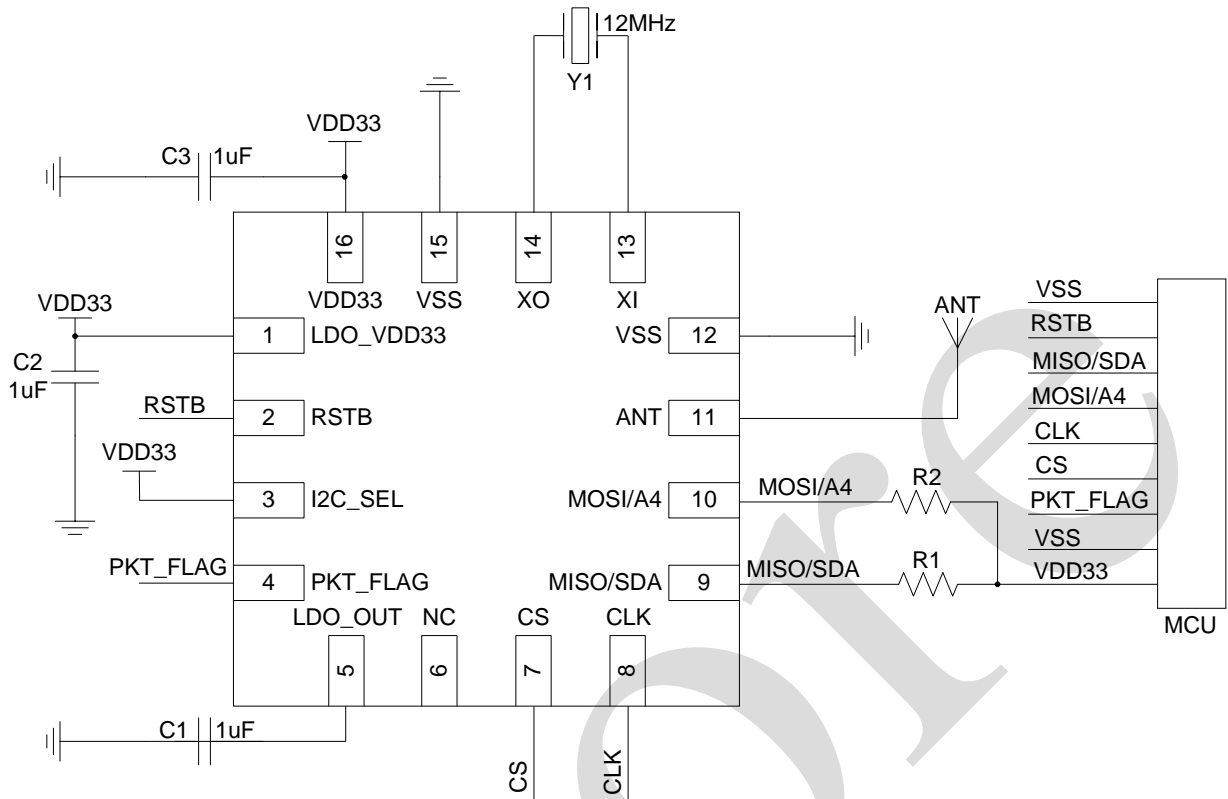 12MHz
Y1
VDD33
C3 1uF
16
15
14
13
VDD33 VSS XO XI
VDD33
1 LDO_VDD33
VSS 12
C2
1uF
RSTB
2 RSTB
ANT 11
ANT
VDD33
3 I2C_SEL
MOSI/A4 10
MOSI/A4
R2
PKT_FLAG
4 PKT_FLAG
MISO/SDA 9
MISO/SDA
R1
LDO_OUT NC CS CLK
5
6
7
8
C1 1uF
CS
CLK
VSS
RSTB
MISO/SDA
MOSI/A4
CLK
CS
PKT_FLAG
VSS
VDD33
MCU
ore